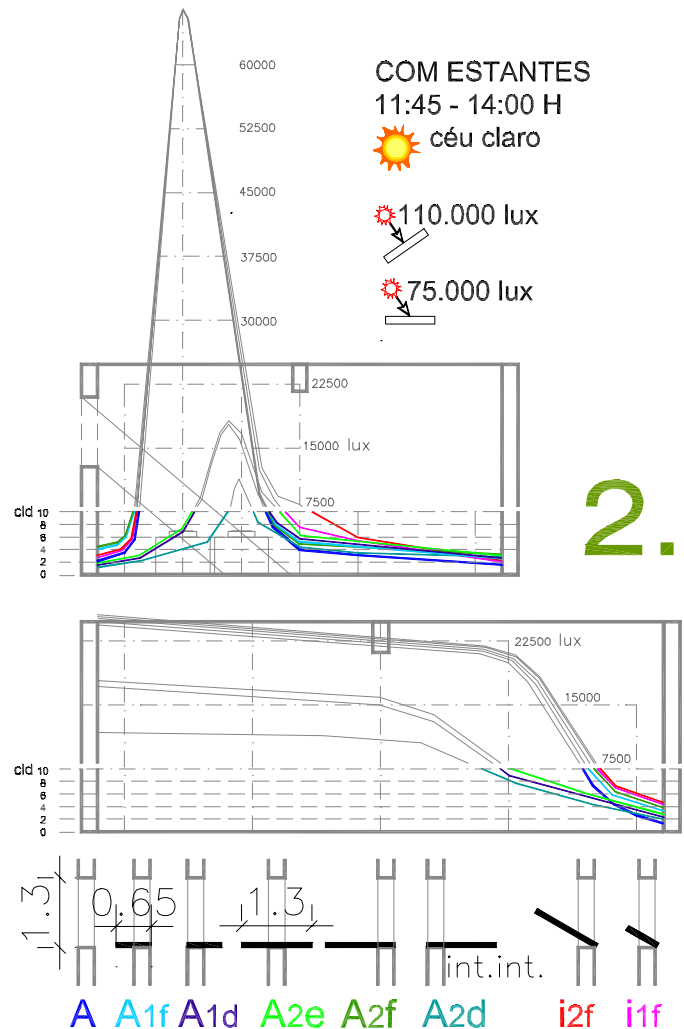 60000
52500
45000
37500
30000
COM ESTANTES
11:45 - 14:00 H
céu claro
110.000 lux
75.000 lux
22500
15000 lux
7500
cld 10
8
6
4
2
0
2.
22500 lux
15000
7500
cld 10
8
6
4
2
0
1.3
0.65
1.3
int.int.
A A1f A1d A2e A2f A2d i2f i1f